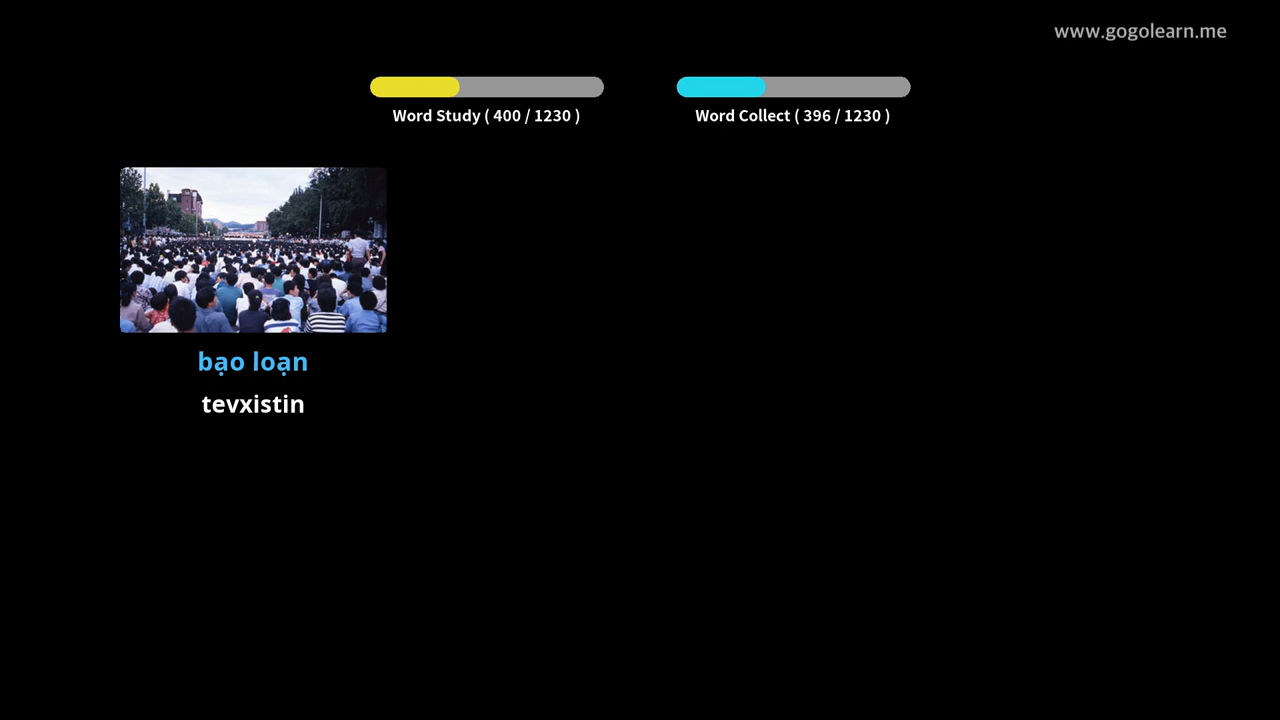 www.gogolearn.me
Word Study ( 400 / 1230 )
Word Collect ( 396 / 1230 )
bạo loạn
tevxistin